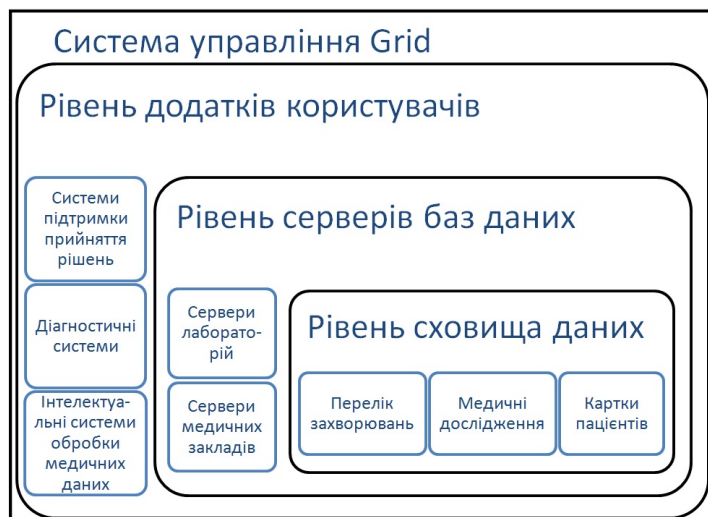 Система управління Grid
Рівень додатків користувачів
Системи
підтримки
прийняття
рішень
Діагностичні
системи
Інтелектуа-
льні системи
обробки
медичних
даних
Рівень серверів баз даних
Сервери
лаборато-
рій
Сервери
медичних
закладів
Рівень сховища даних
Перелік
захворювань
Медичні
дослідження
Картки
пацієнтів